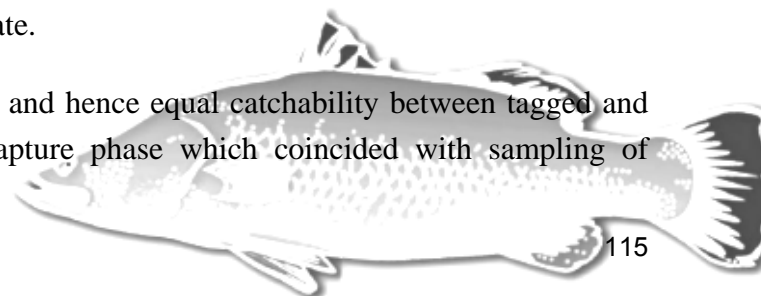 ate.
and hence equal catchability between tagged and
apture phase which coincided with sampling of
115